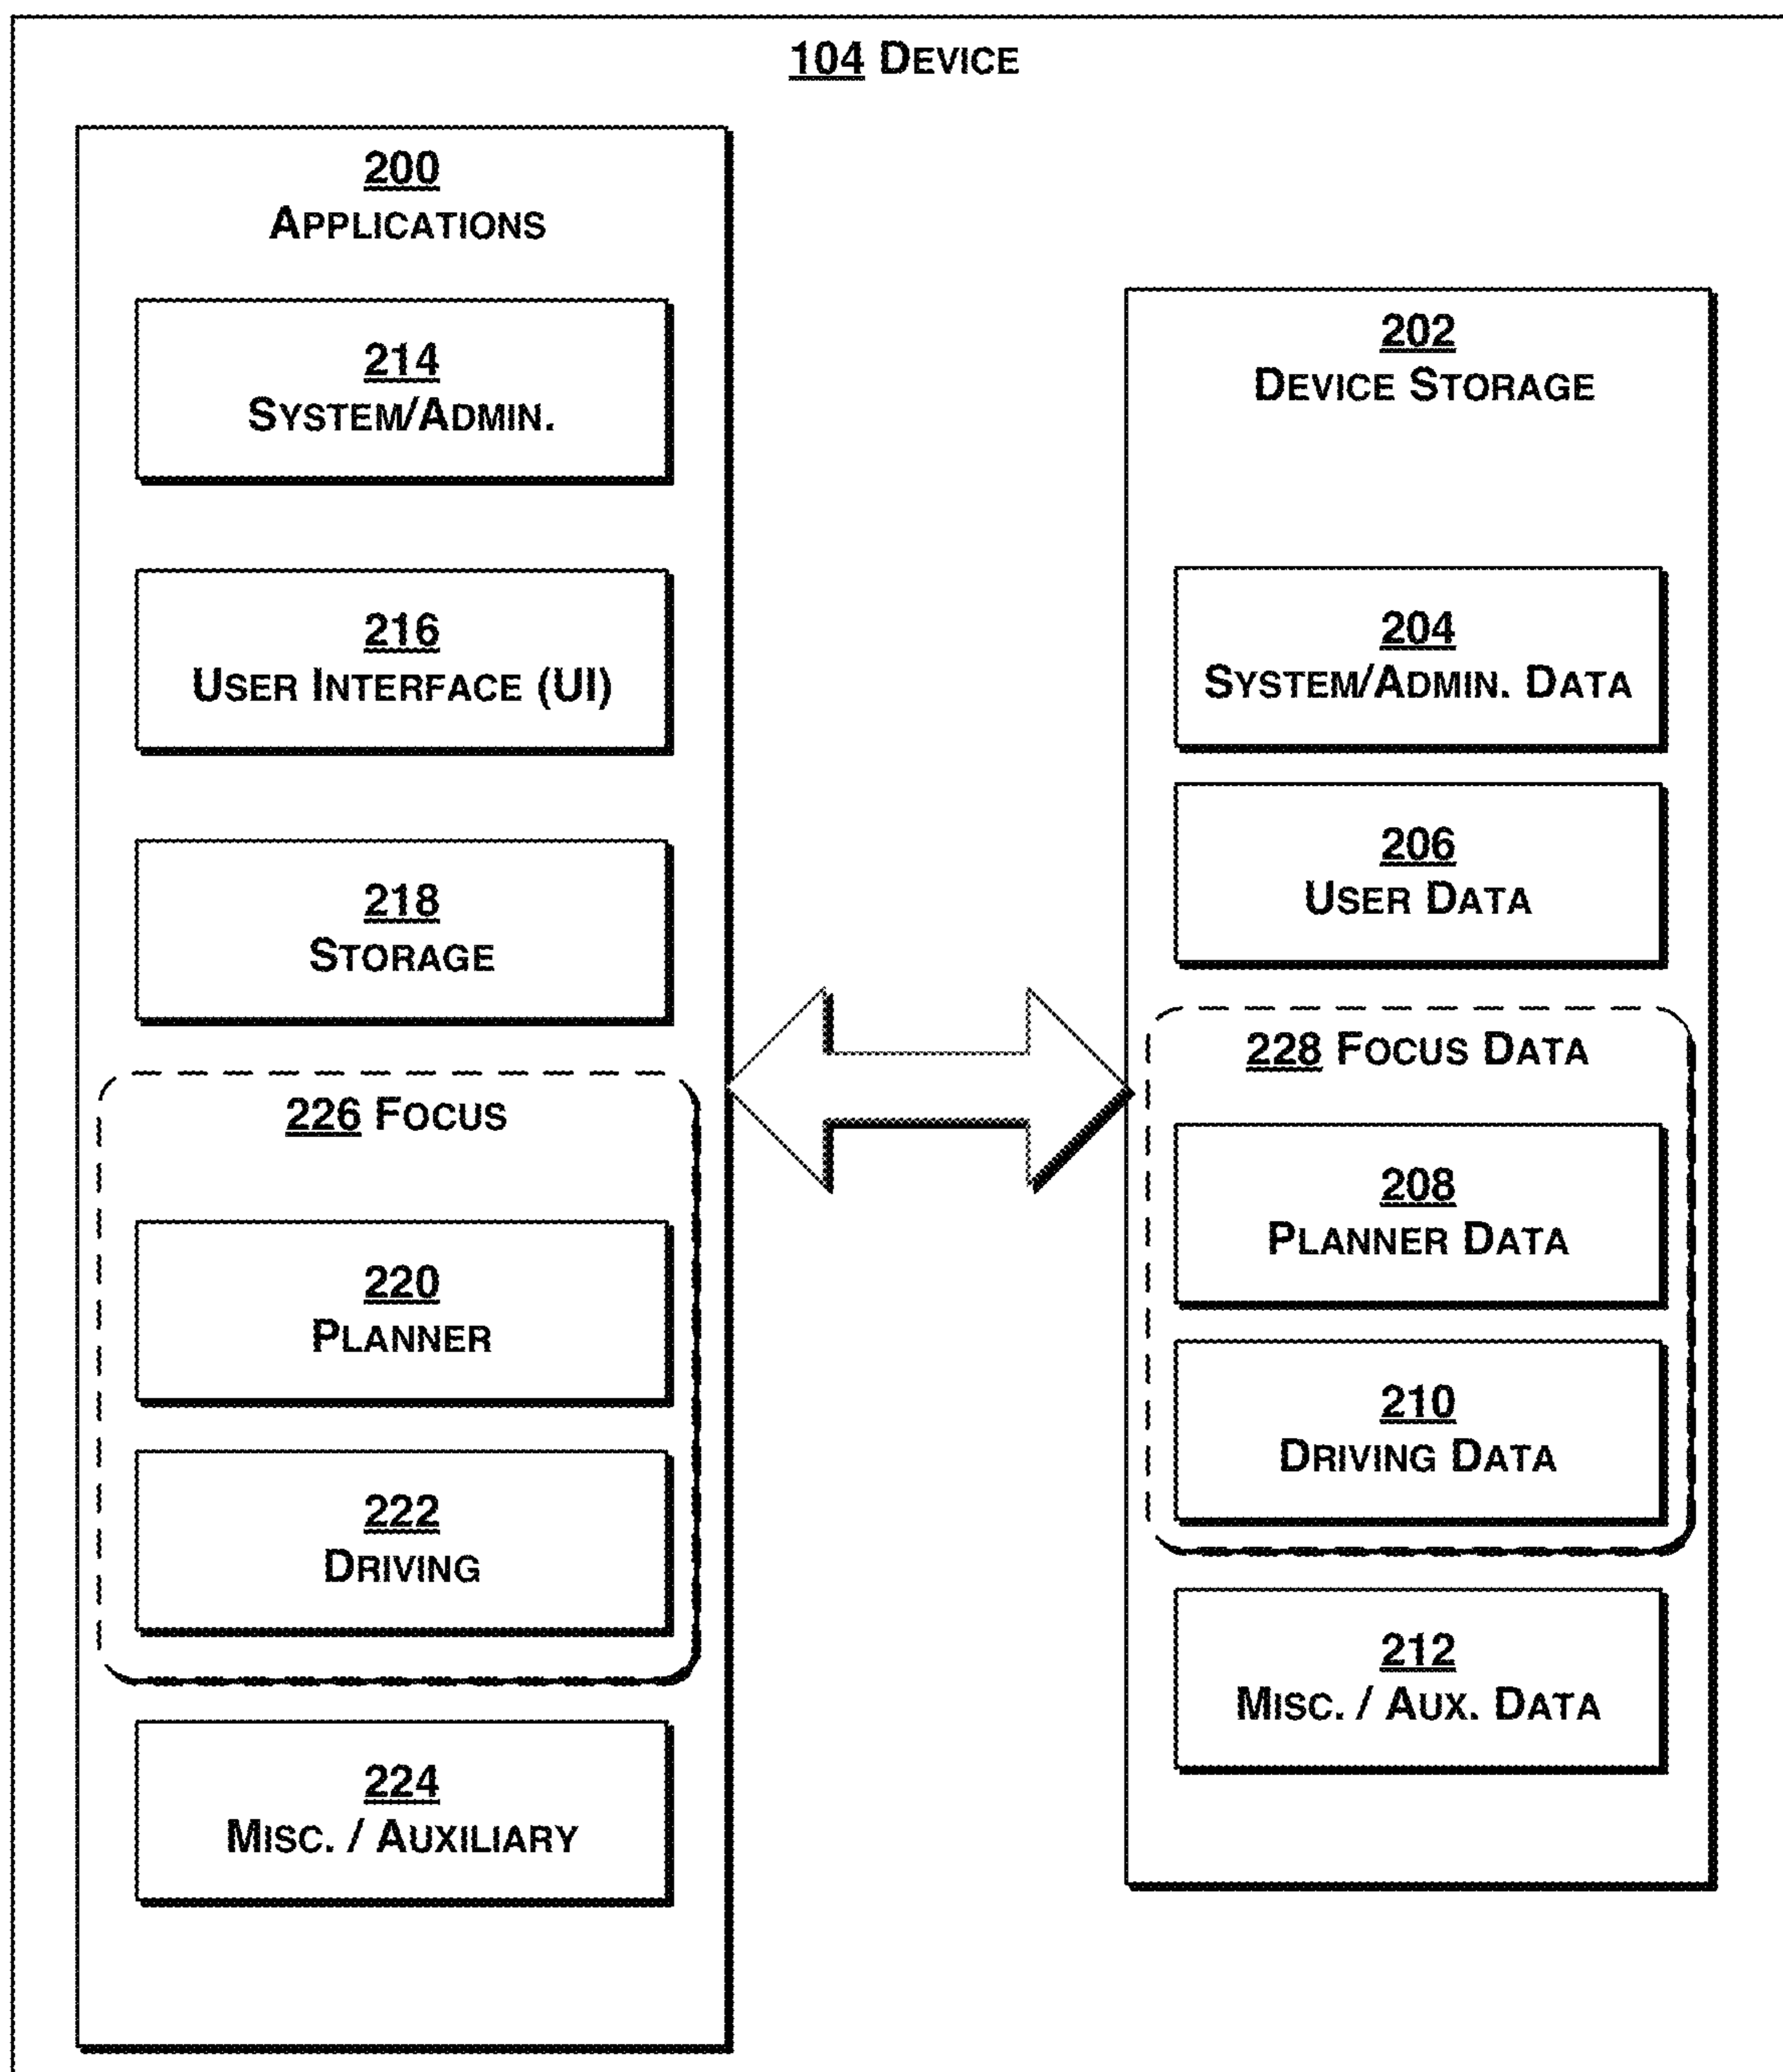 104 DEVICE
200
APPLICATIONS
214
SYSTEM/ADMIN.
216
USER INTERFACE (UI)
218
STORAGE
226 FOCUS
220
PLANNER
222
DRIVING
224
MISC. / AUXILIARY
202
DEVICE STORAGE
204
SYSTEM/ADMIN. DATA
206
USER DATA
228 FOCUS DATA
208
PLANNER DATA
210
DRIVING DATA
212
MISC. / AUX. DATA